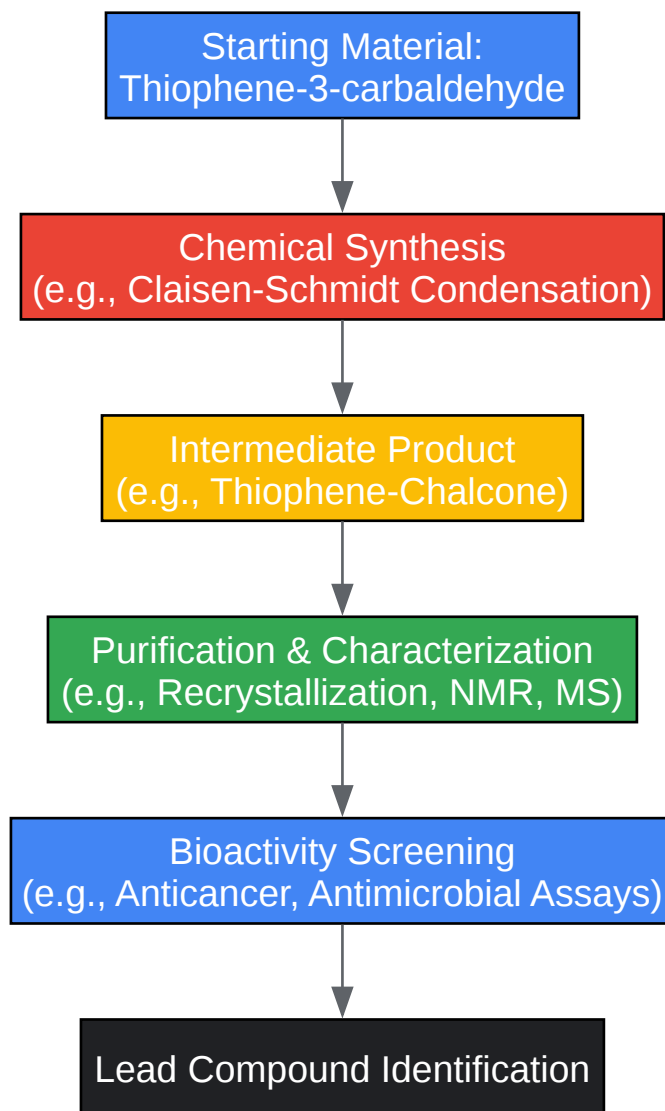 Starting Material:
Thiophene-3-carbaldehyde
Chemical Synthesis
(e.g., Claisen-Schmidt Condensation)
Intermediate Product
(e.g., Thiophene-Chalcone)
Purification & Characterization
(e.g., Recrystallization, NMR, MS)
Bioactivity Screening
(e.g., Anticancer, Antimicrobial Assays)
Lead Compound Identification